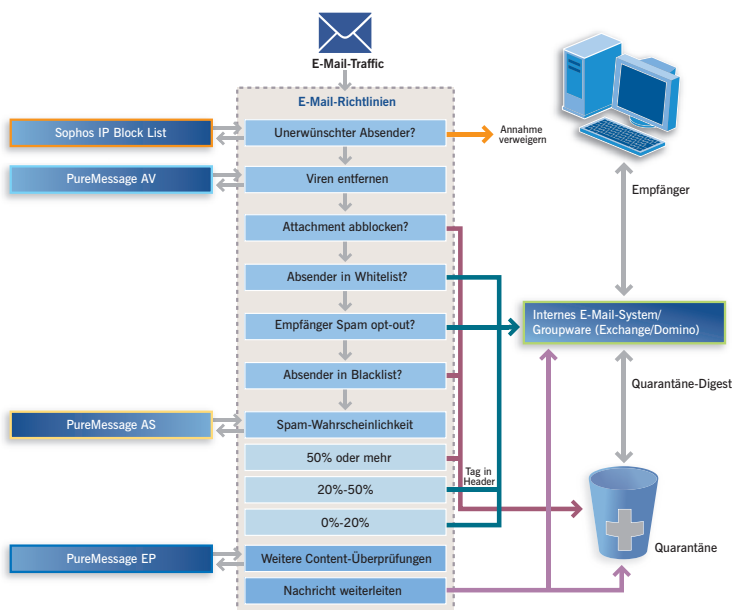 E-Mail-Traffic
E-Mail-Richtlinien
Sophos IP Block List
Unerwünschter Absender?
Annahme
verweigern
PureMessage AV
Viren entfernen
Empfänger
Attachment abblocken?
Absender in Whitelist?
Empfänger Spam opt-out?
Internes E-Mail-System/
Groupware (Exchange/Domino)
Absender in Blacklist?
Quarantäne-Digest
PureMessage AS
Spam-Wahrscheinlichkeit
50% oder mehr
Tag in
Header
20%-50%
0%-20%
Quarantäne
PureMessage EP
Weitere Content-Überprüfungen
Nachricht weiterleiten